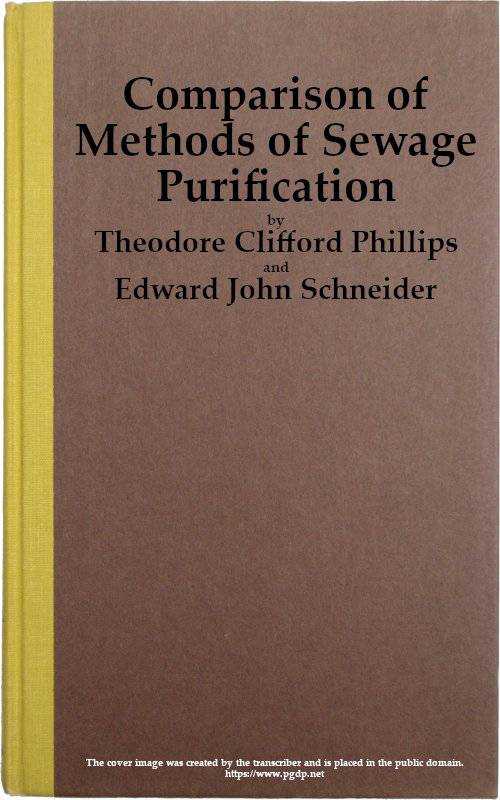 Comparison of
Methods of Sewage
Purification
by
Theodore Clifford Phillips
and
Edward John Schneider
The cover image was created by the transcriber and is placed in the public domain.
https://www.pgdp.net